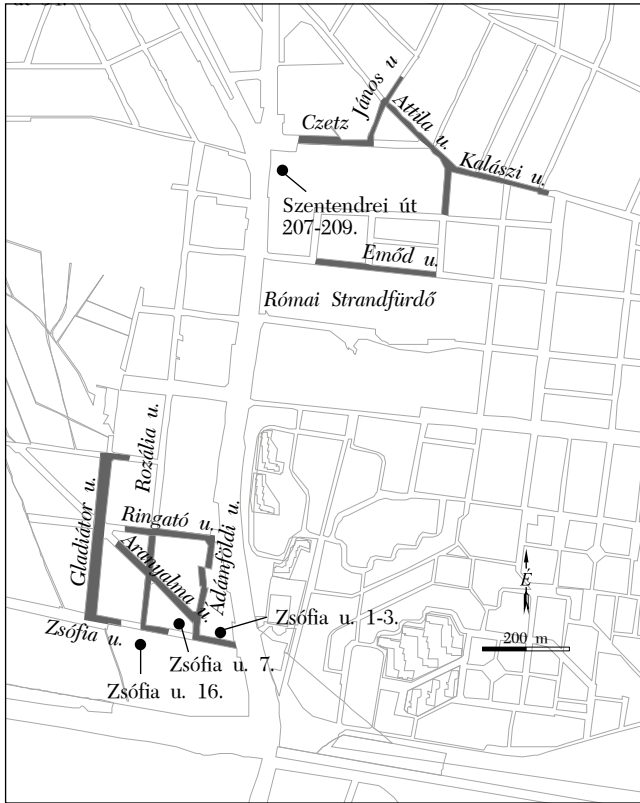 János u
Attila u.
Czetz
Kalászi u.
Szentendrei út
207-209.
Emőd u.
Római Strandfürdő
Rozália u.
Gladiátor u.
Ringató u.
Aranyalma u.
Adámföldi u.
É
Zsófia u.
Zsófia u. 1-3.
200 m
Zsófia u. 7.
Zsófia u. 16.